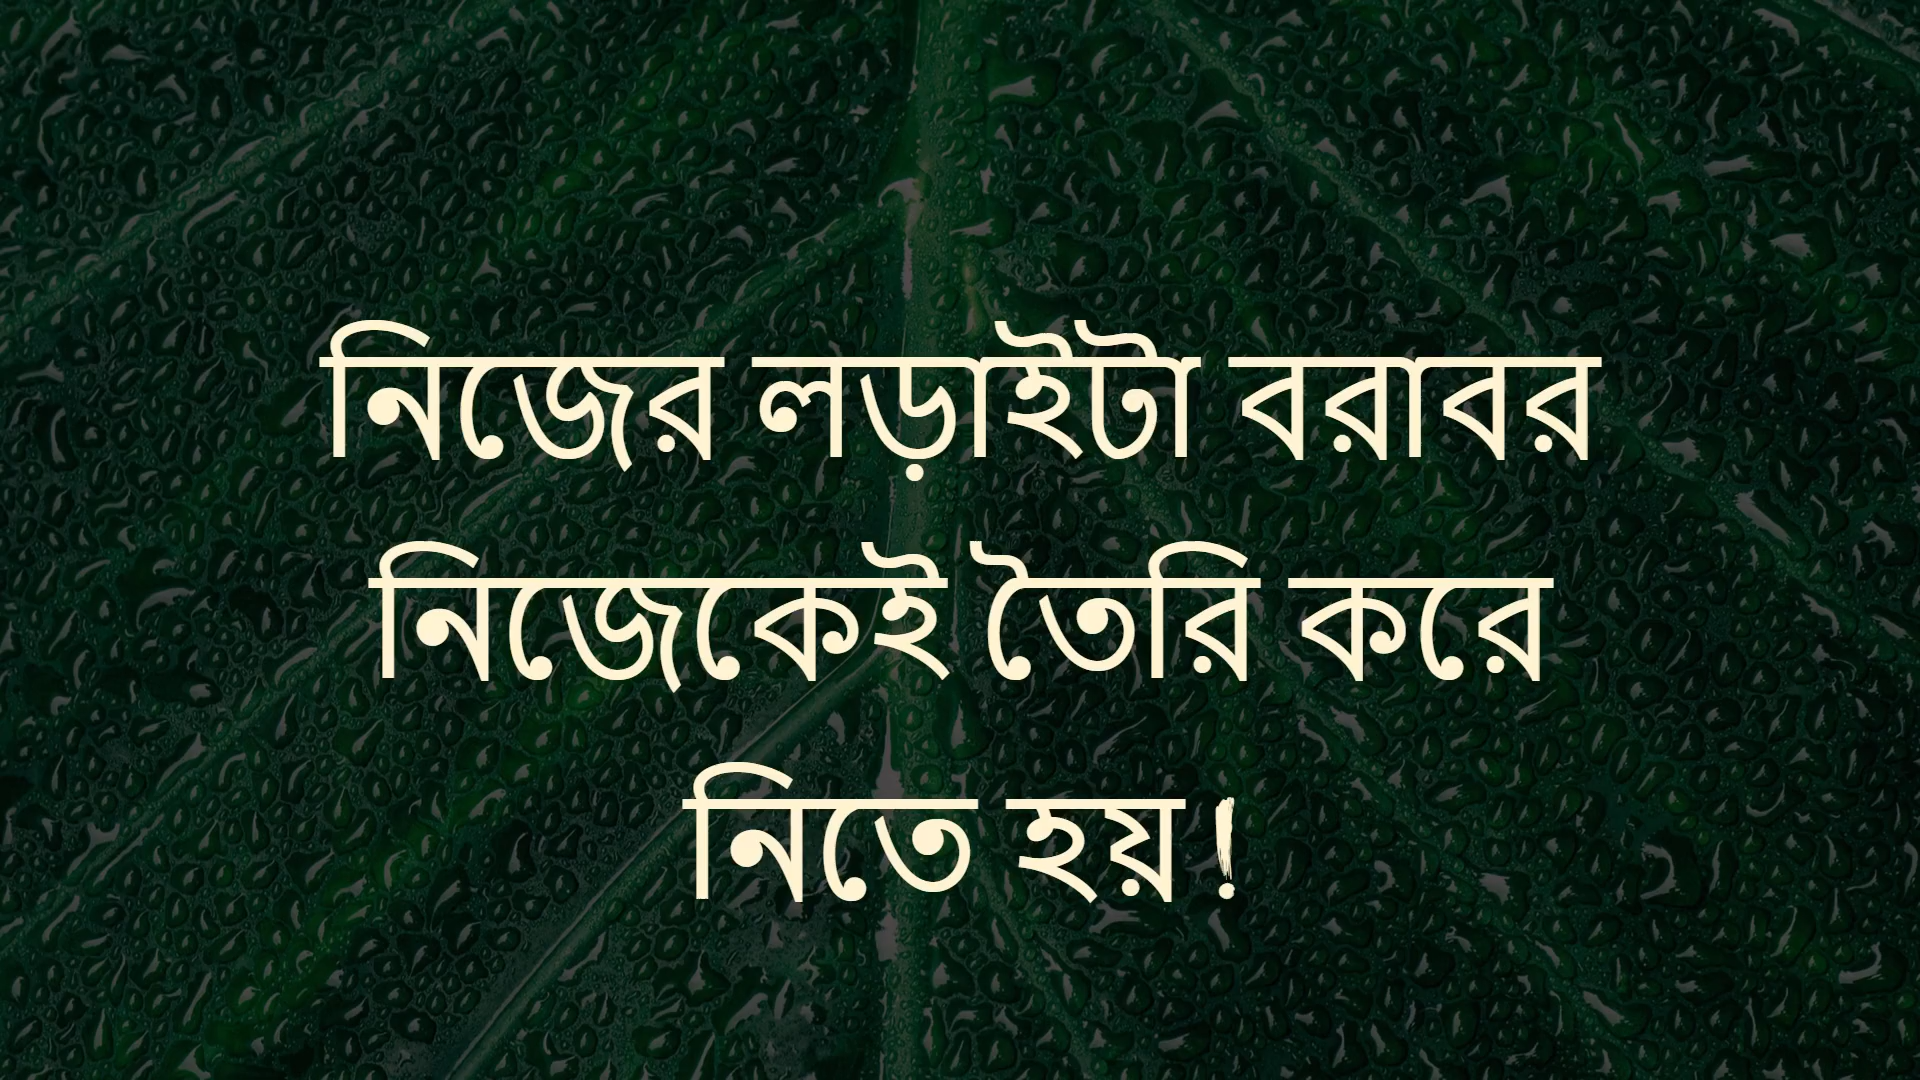 নিজের লড়াইটা বরাবর
নিজেকেই তৈরি করে
নিতে হয়!